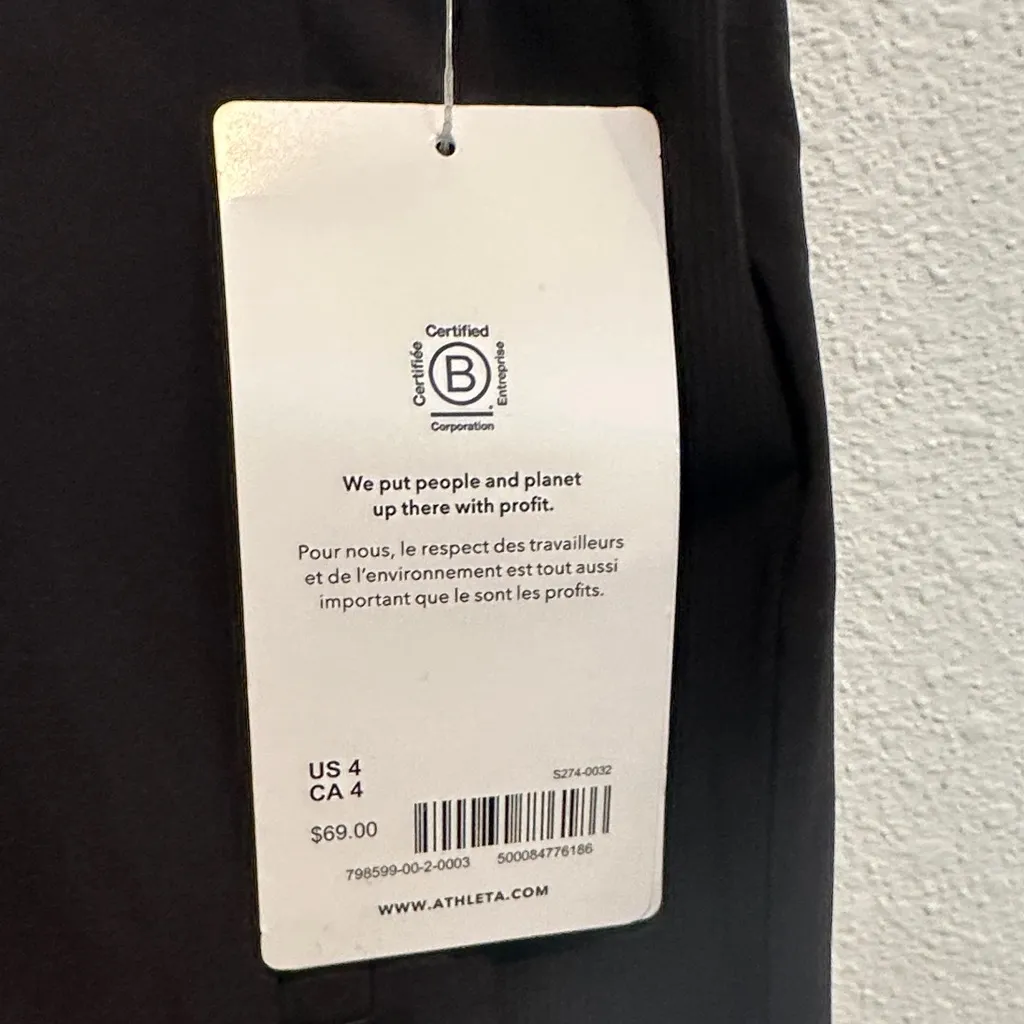 Certified
Certifiée
B
Entreprise
Corporation
We put people and planet
up there with profit.
Pour nous, le respect des travailleurs
et de l'environnement est tout aussi
important que le sont les profits.
US 4
CA 4
S274-0032
$69.00
798599-00-2-0003 500084776186
WWW.ATHLETA.COM